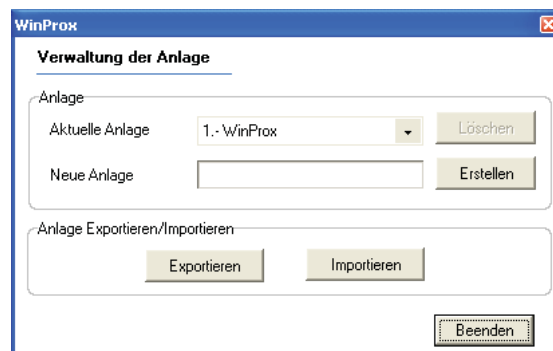 WinProx
Verwaltung der Anlage
Anlage
Aktuelle Anlage 1.- WinProx Löschen
Neue Anlage Erstellen
Anlage Exportieren/Importieren
Exportieren Importieren
Beenden